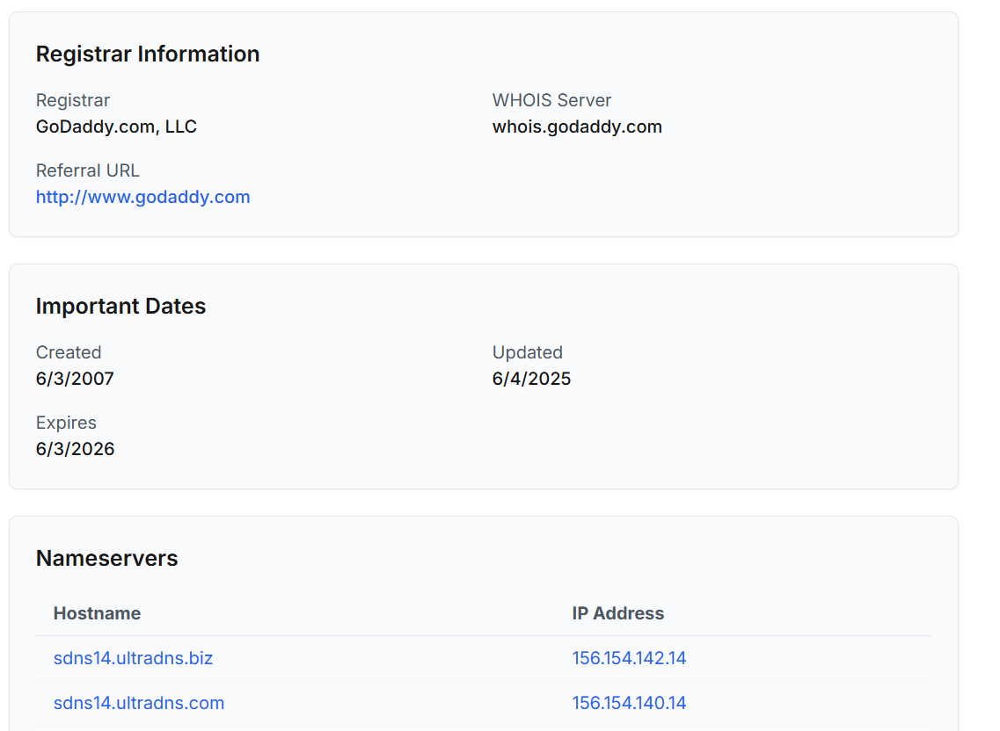 Registrar Information
Registrar
WHOIS Server
GoDaddy.com, LLC
whois.godaddy.com
Referral URL
http://www.godaddy.com
Important Dates
Created
Updated
6/3/2007
6/4/2025
Expires
6/3/2026
Nameservers
Hostname
IP Address
sdns14.ultradns.biz
156.154.142.14
sdns14.ultradns.com
156.154.140.14